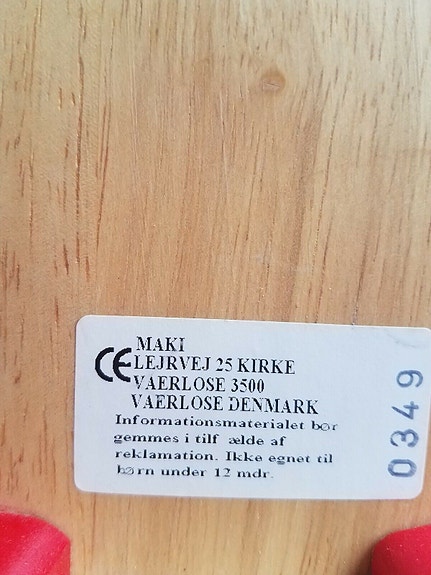 CE
MAKI
LEJRVEJ 25 KIRKE
VAERLOSE 3500
VAERLOSE DENMARK
Informationsmaterialet bør
gemmes i tilf ælde af
reklamation. Ikke egnet til
børn under 12 mdr.
0349